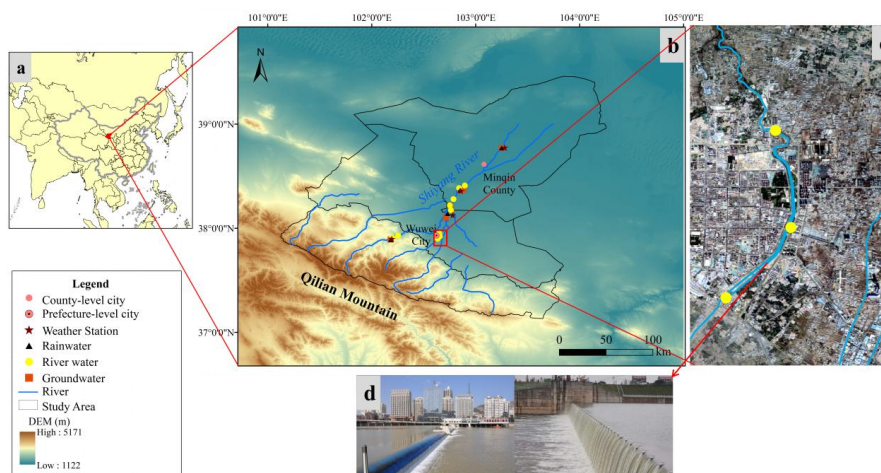 a
101°0'0"E
102°0'0"E
103°0'0"E
104°0'0"E
105°0'0"E
N
b
39°0'0"N
38°0'0"N
37°0'0"N
Shiyang River
Minqin
County
Wuwei
City
Qilian Mountain
0
50
100
km
Legend
County-level city
Prefecture-level city
Weather Station
Rainwater
River water
Groundwater
River
Study Area
DEM (m)
High : 5171
Low : 1122
d